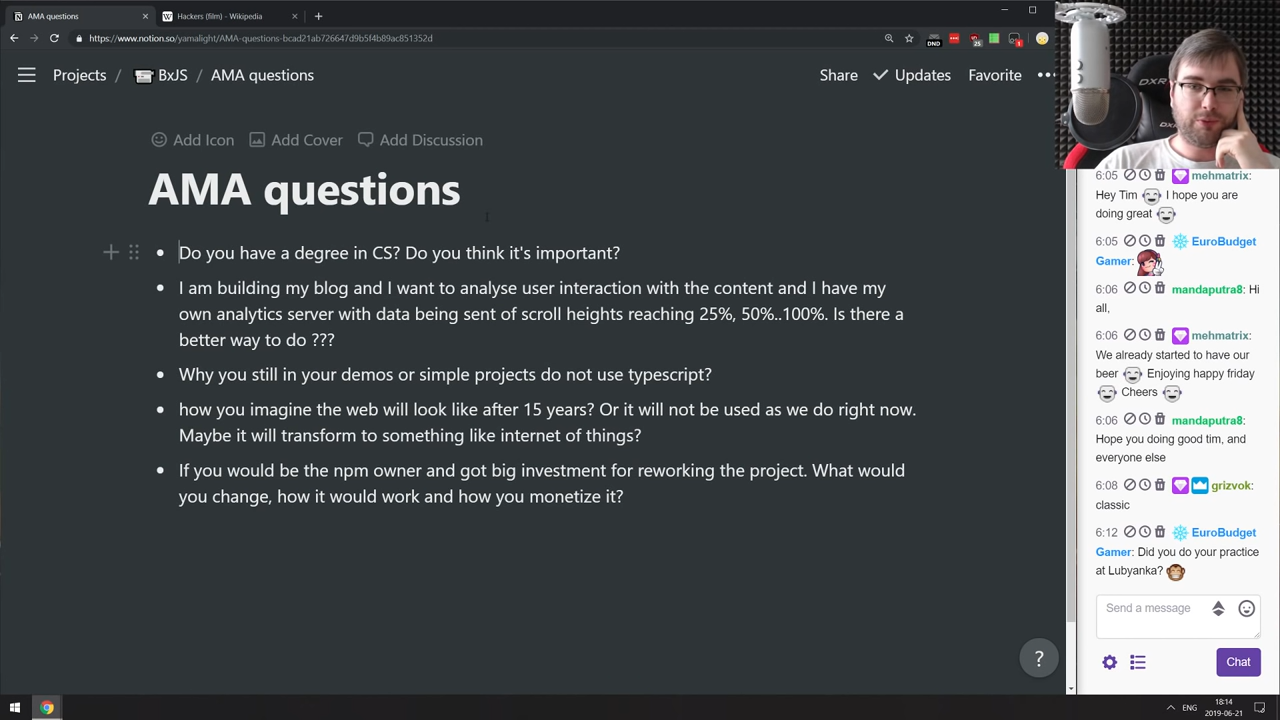 AMA questions
Hackers (film) - Wikipedia
https://www.notion.so/yamalight/AMA-questions-bcad21ab726647d9b5f4b89ac851352d
DND
25
1
Projects / BxJS / AMA questions
Share Updates Favorite
Add Icon Add Cover Add Discussion
AMA questions
Do you have a degree in CS? Do you think it's important?
I am building my blog and I want to analyse user interaction with the content and I have my
own analytics server with data being sent of scroll heights reaching 25%, 50%..100%. Is there a
better way to do ???
Why you still in your demos or simple projects do not use typescript?
how you imagine the web will look like after 15 years? Or it will not be used as we do right now.
Maybe it will transform to something like internet of things?
If you would be the npm owner and got big investment for reworking the project. What would
you change, how it would work and how you monetize it?
?
DXR
DXR
6:05 mehmatrix:
Hey Tim I hope you are
doing great
6:05 EuroBudget
Gamer:
6:06 mandaputra8: Hi
all,
6:06 mehmatrix:
We already started to have our
beer Enjoying happy friday
Cheers
6:06 mandaputra8:
Hope you doing good tim, and
everyone else
6:08 grizvok:
classic
6:12 EuroBudget
Gamer: Did you do your practice
at Lubyanka?
Send a message
Chat
ENG
18:14
2019-06-21